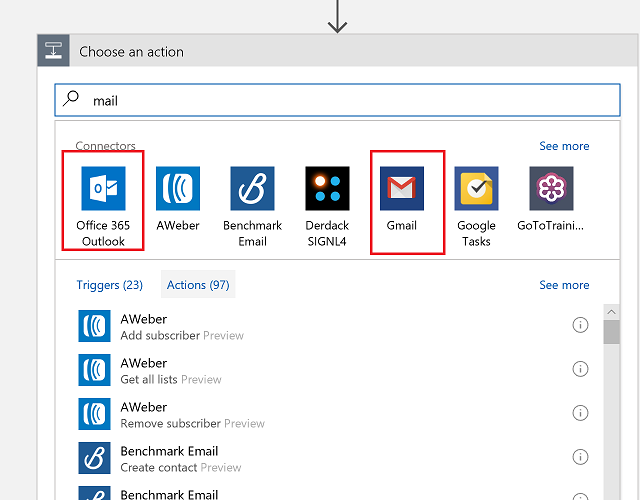 Choose an action
mail
Connectors
See more
Office 365
Outlook
AWeber
Benchmark
Email
Derdack
SIGNL4
Gmail
Google
Tasks
GoToTraini...
Triggers (23)
Actions (97)
See more
AWeber
Add subscriber Preview
AWeber
Get all lists Preview
AWeber
Remove subscriber Preview
Benchmark Email
Create contact Preview
Benchmark Email